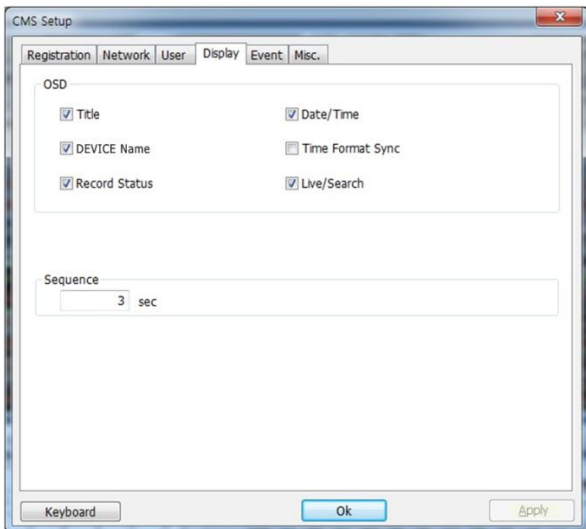 CMS Setup
Registration Network User Display Event Misc.
OSD
Title Date/Time
DEVICE Name Time Format Sync
Record Status Live/Search
Sequence
3 sec
Keyboard Ok Apply